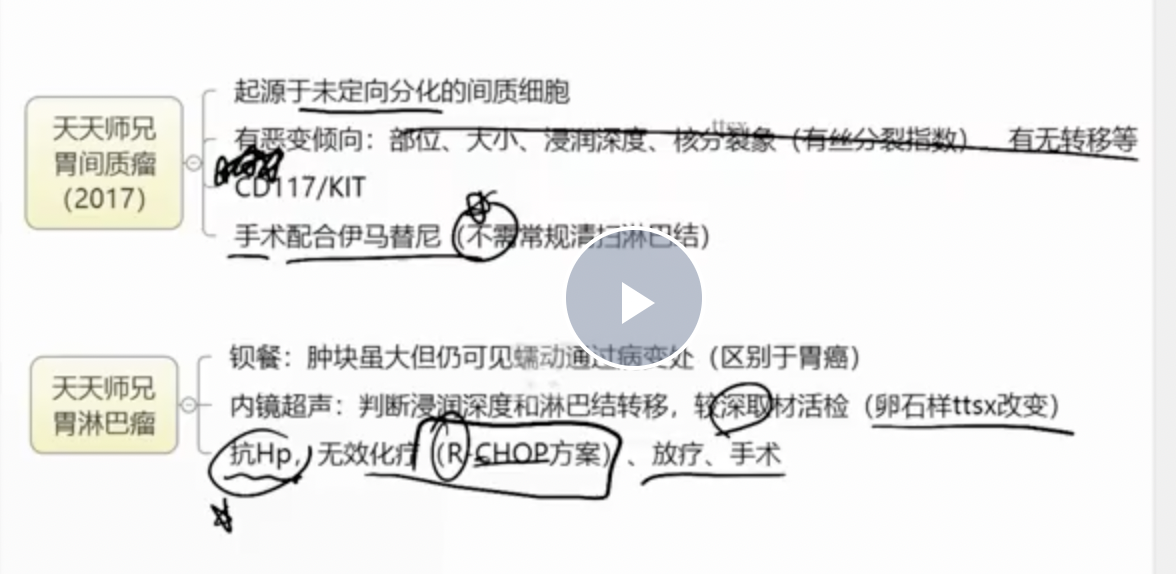 天天师兄
胃间质瘤
（2017）
起源于未定向分化的间质细胞
有恶变倾向：部位、大小、浸润深度、核分裂象（有丝分裂指数） 有无转移等
ttsx
CD117/KIT
手术配合伊马替尼（不需常规清扫淋巴结）
天天师兄
胃淋巴瘤
钡餐：肿块虽大但仍可见蠕动通过病变处（区别于胃癌）
内镜超声：判断浸润深度和淋巴结转移，较深取材活检（卵石样ttsx改变）
抗Hp，无效化疗（R-CHOP方案）、放疗、手术